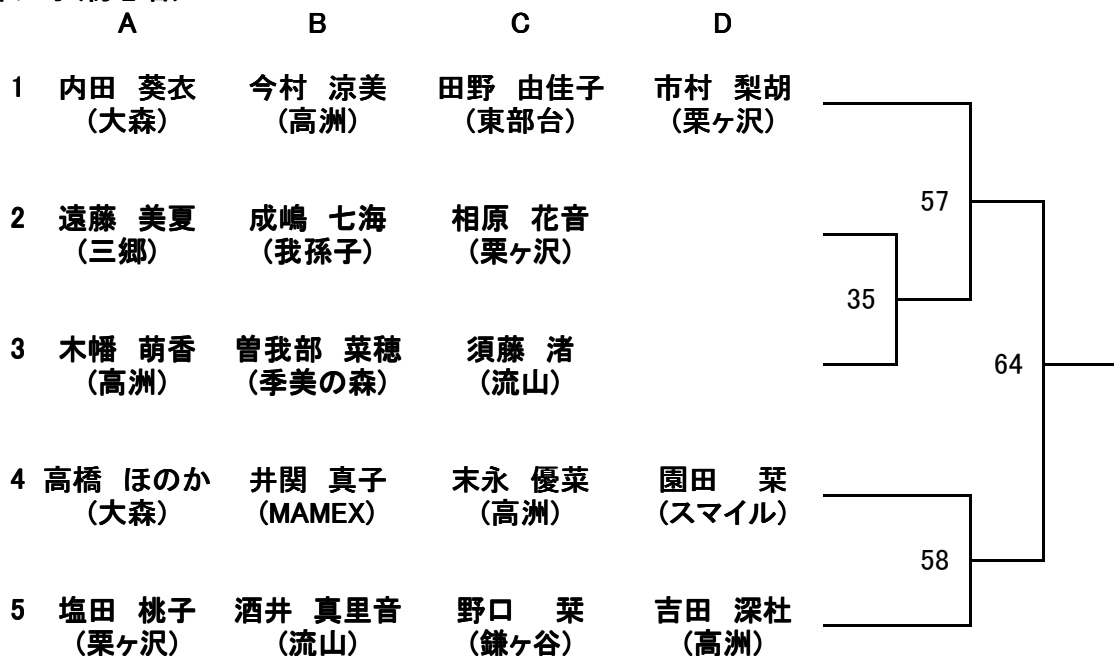 A B C D
1 内田 葵衣 今村 涼美 田野 由佳子 市村 梨胡
(大森) (高洲) (東部台) (栗ヶ沢)
57
2 遠藤 美夏 成嶋 七海 相原 花音
(三郷) (我孫子) (栗ヶ沢)
35
3 木幡 萌香 曽我部 菜穂 須藤 渚
(高洲) (季美の森) (流山)
64
4 高橋 ほのか 井関 真子 末永 優菜 園田 栞
(大森) (MAMEX) (高洲) (スマイル)
58
5 塩田 桃子 酒井 真里音 野口 栞 吉田 深杜
(栗ヶ沢) (流山) (鎌ヶ谷) (高洲)